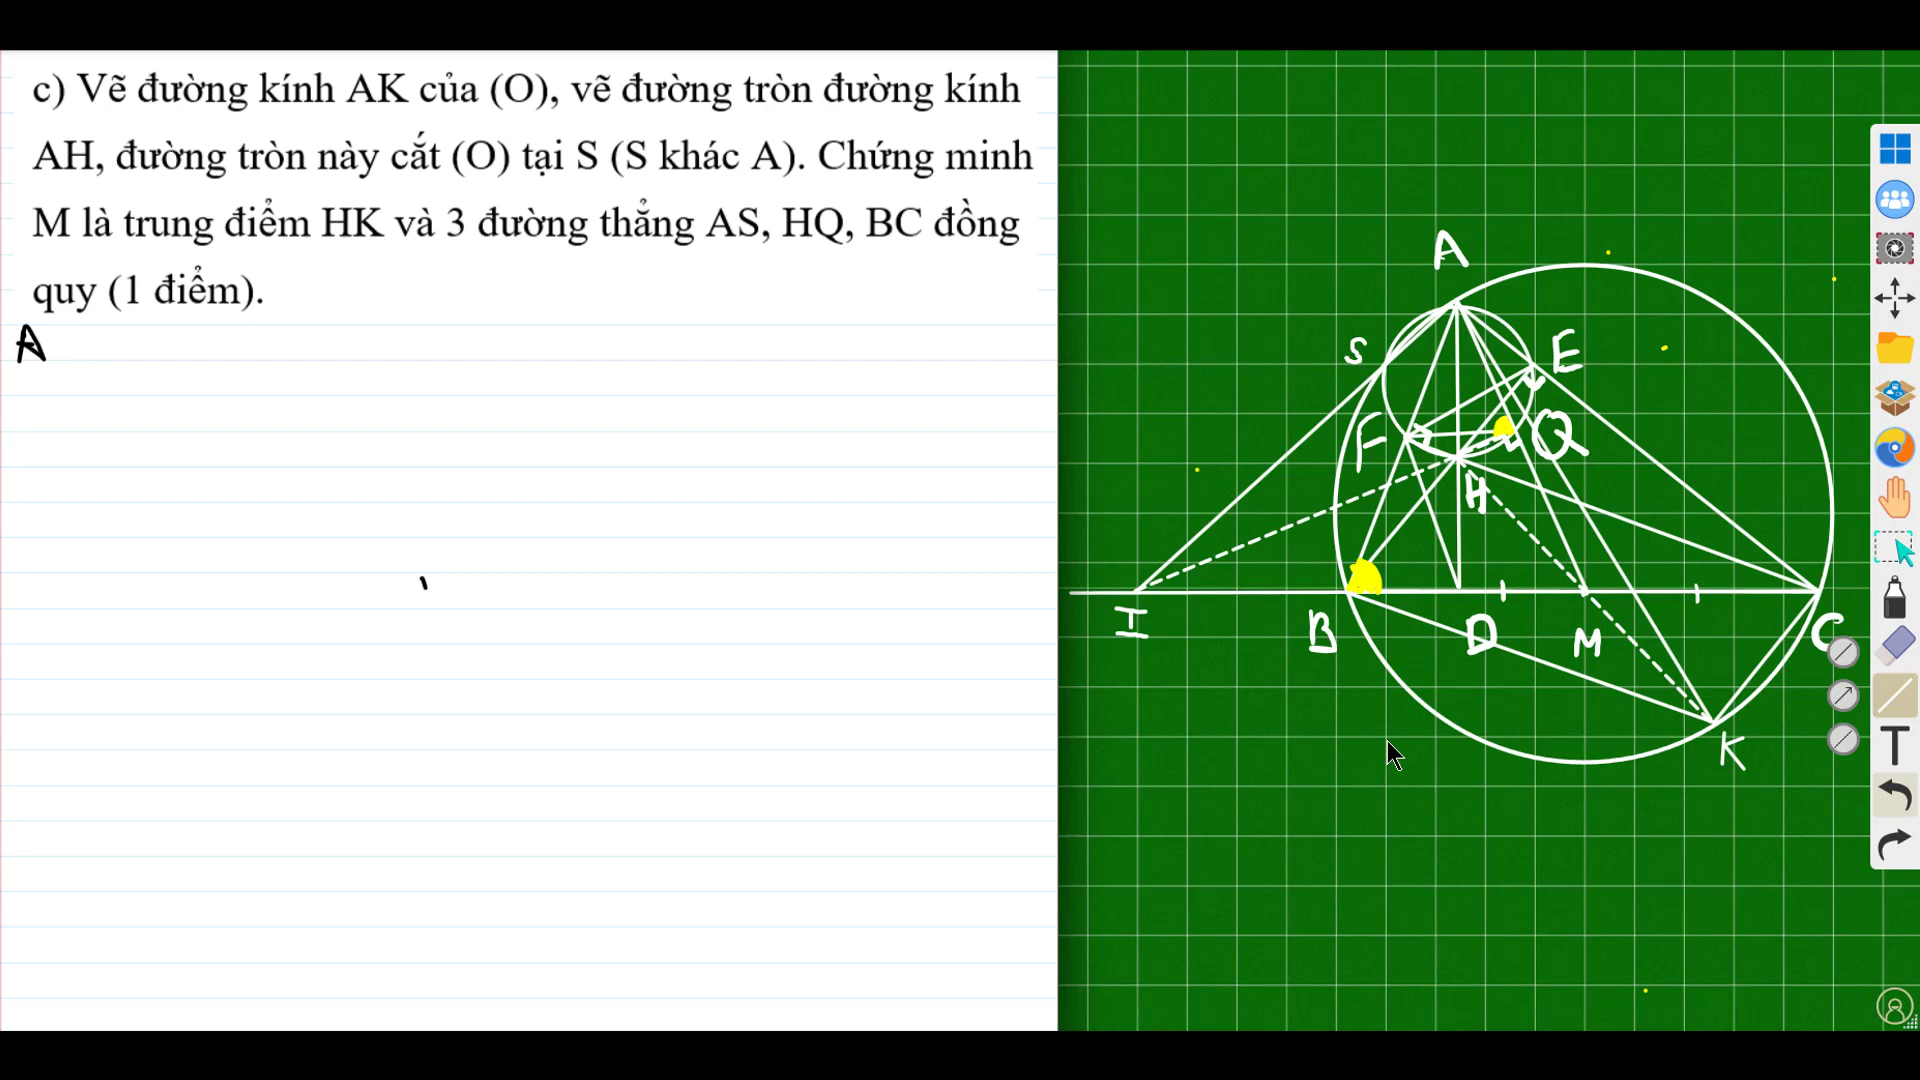 c) Vẽ đường kính AK của (O), vẽ đường tròn đường kính
AH, đường tròn này cắt (O) tại S (S khác A). Chứng minh
M là trung điểm HK và 3 đường thẳng AS, HQ, BC đồng
quy (1 điểm).
A
A
S
E
F
Q
H
I
B
D
M
C
K
T